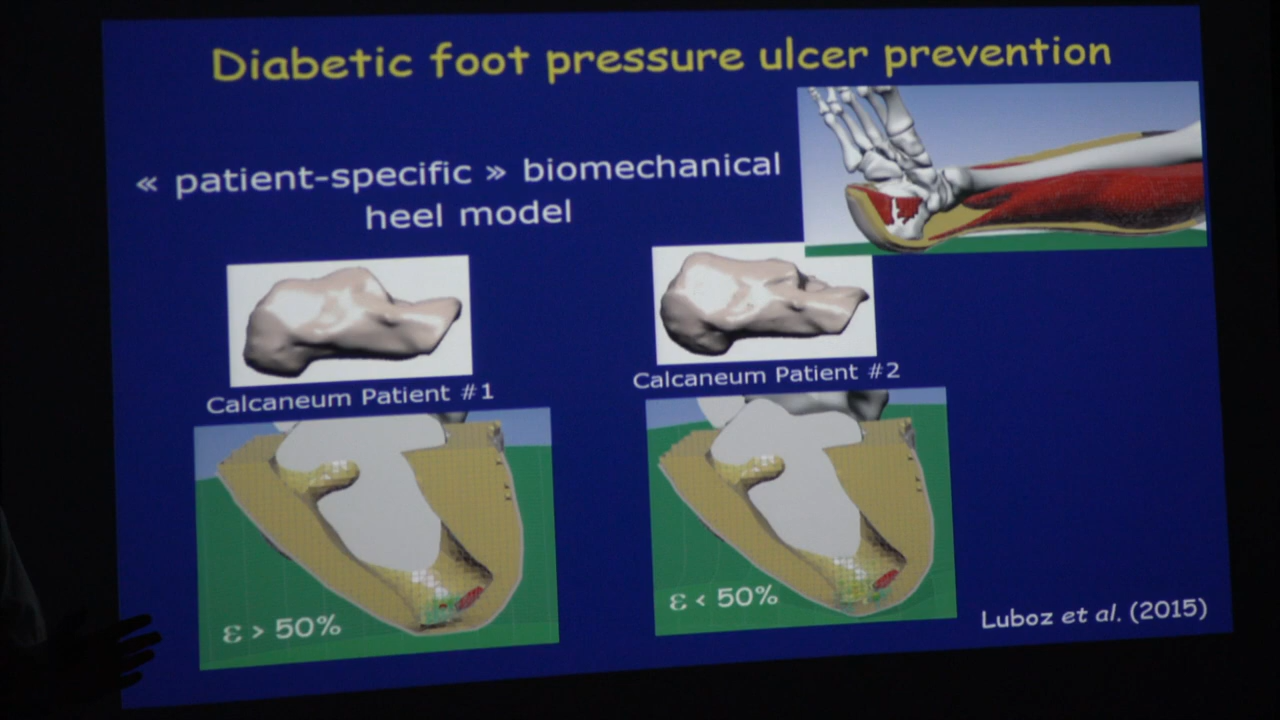 Diabetic foot pressure ulcer prevention
« patient-specific » biomechanical
heel model
Calcaneum Patient #1
Calcaneum Patient #2
ε > 50%
ε < 50%
Luboz et al. (2015)